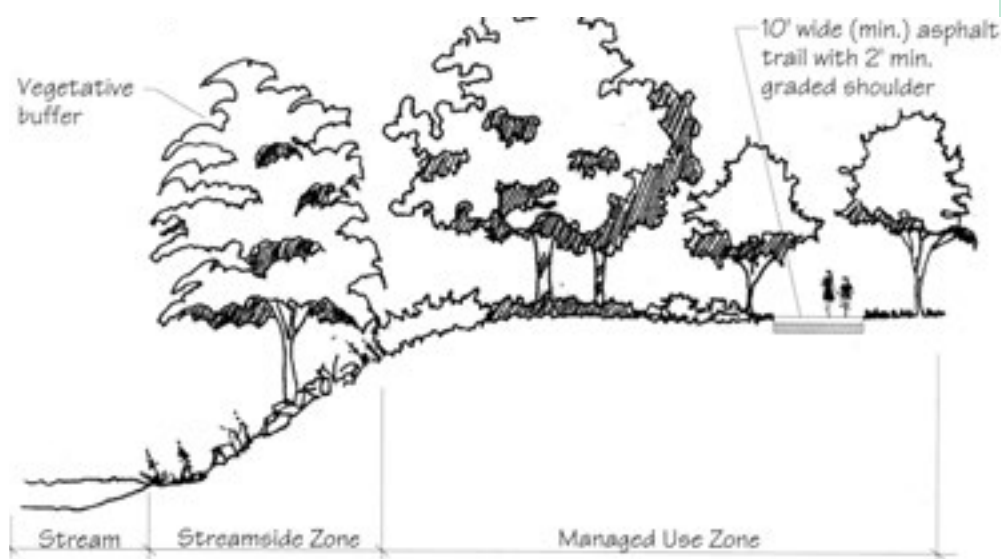 10' wide (min.) asphalt
trail with 2' min.
graded shoulder
Vegetative
buffer
Stream
Streamside Zone
Managed Use Zone